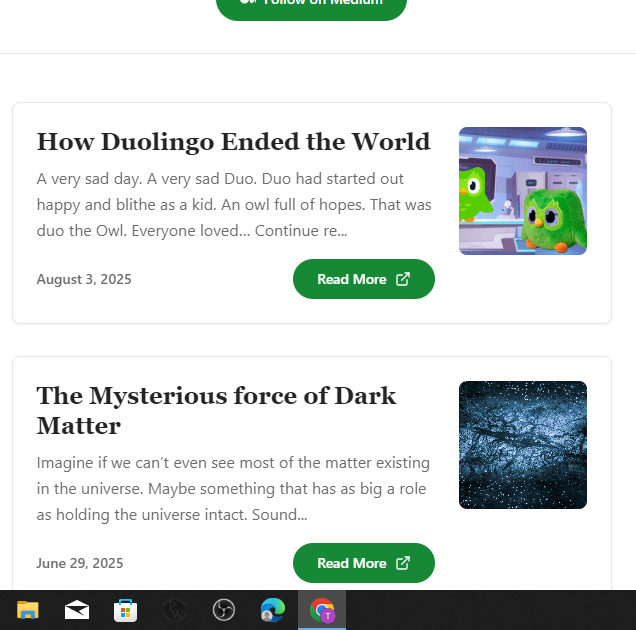 Follow on Medium
How Duolingo Ended the World
A very sad day. A very sad Duo. Duo had started out
happy and blithe as a kid. An owl full of hopes. That was
duo the Owl. Everyone loved... Continue re...
August 3, 2025
Read More
The Mysterious force of Dark
Matter
Imagine if we can’t even see most of the matter existing
in the universe. Maybe something that has as big a role
as holding the universe intact. Sound...
June 29, 2025
Read More
T